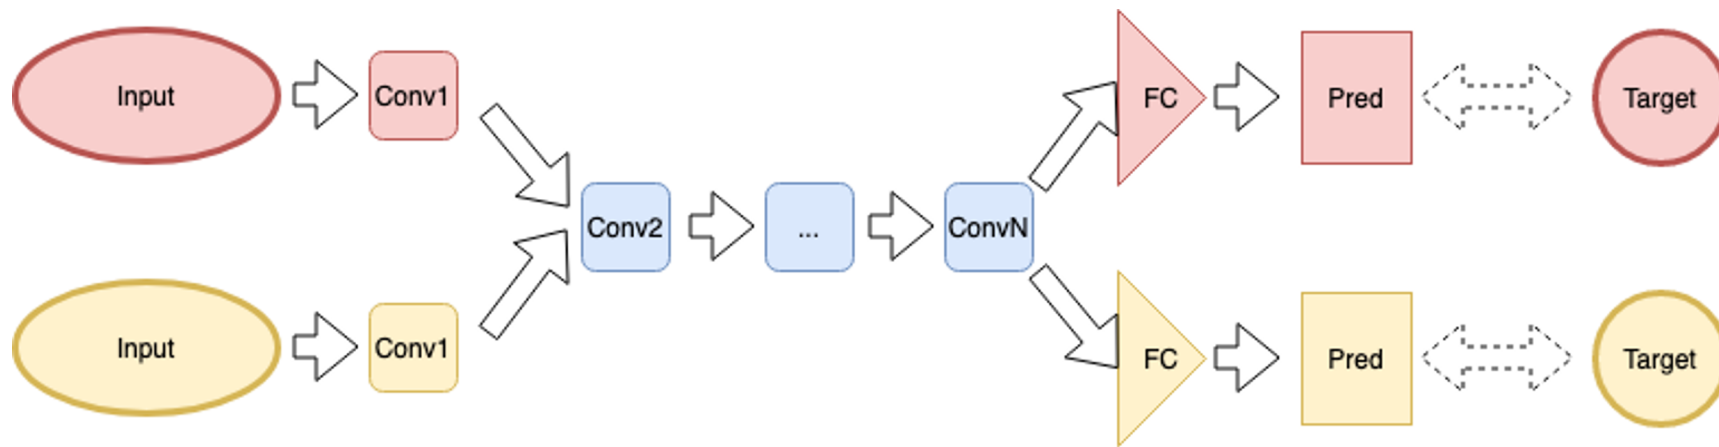 Input
Conv1
FC
Pred
Target
Conv2
...
ConvN
Input
Conv1
FC
Pred
Target